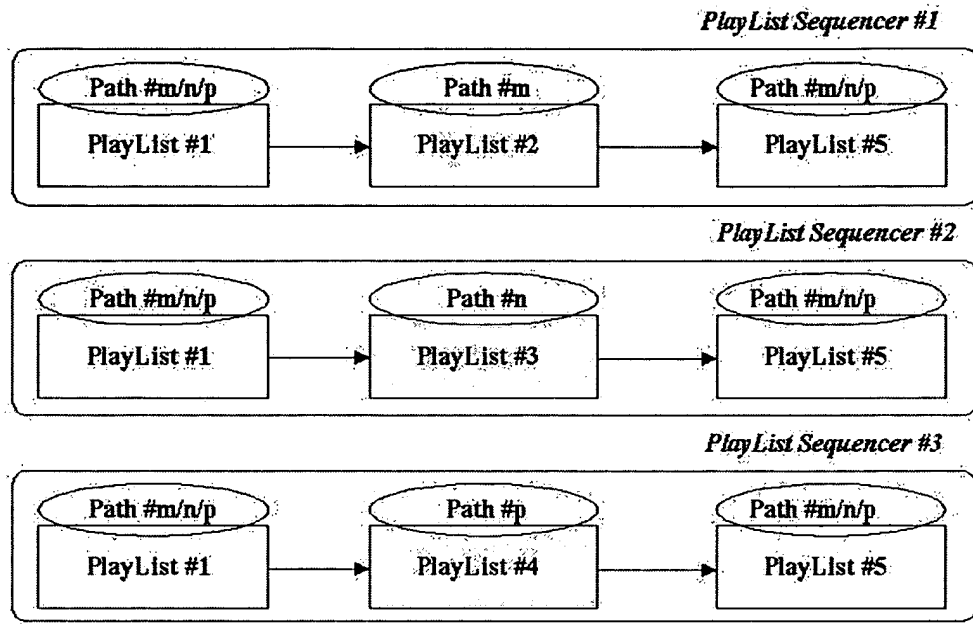 PlayList Sequencer #1
Path #m/n/p Path #m Path #m/n/p
PlayList #1 PlayList #2 PlayList #5
PlayList Sequencer #2
Path #m/n/p Path #n Path #m/n/p
PlayList #1 PlayList #3 PlayList #5
PlayList Sequencer #3
Path #m/n/p Path #p Path #m/n/p
PlayList #1 PlayList #4 PlayList #5